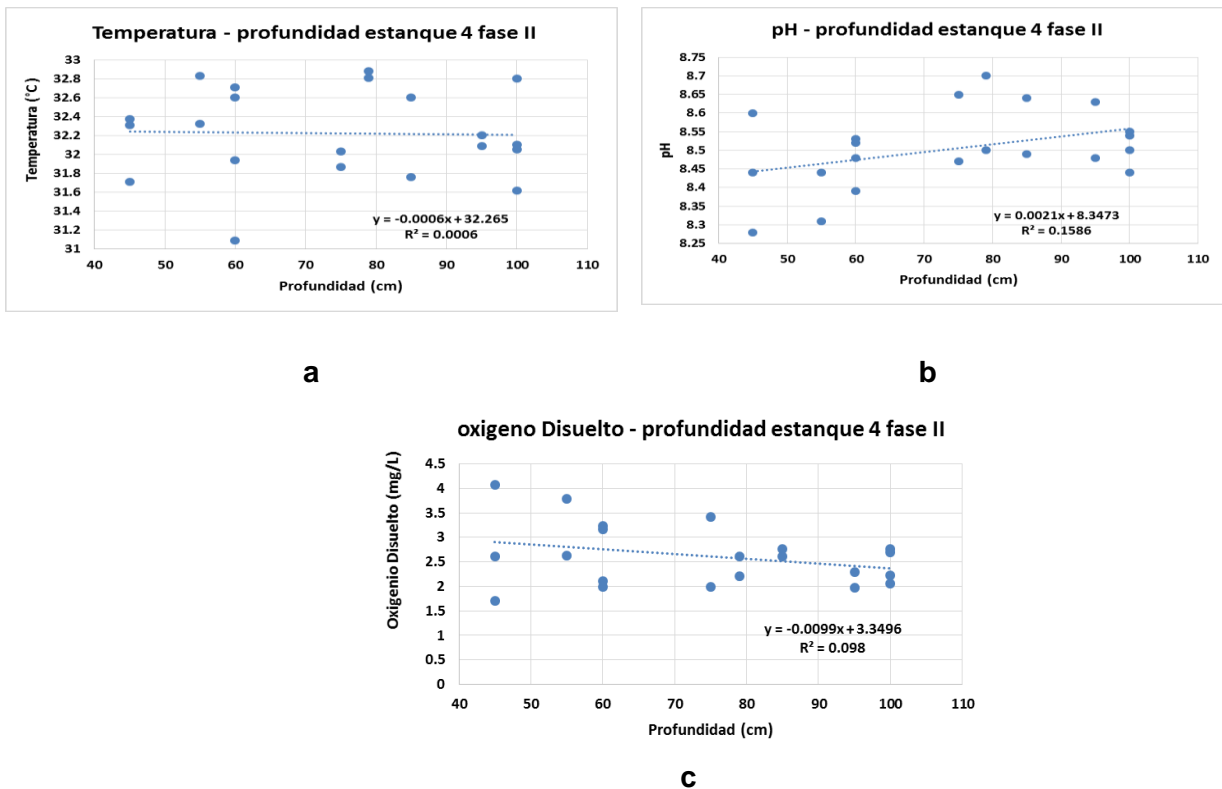 Temperatura - profundidad estanque 4 fase II
Temperatura (°C)
33
32.8
32.6
32.4
32.2
32
31.8
31.6
31.4
31.2
31
y = -0.0006x + 32.265
R² = 0.0006
40 50 60 70 80 90 100 110
Profundidad (cm)
a
pH - profundidad estanque 4 fase II
pH
8.75
8.7
8.65
8.6
8.55
8.5
8.45
8.4
8.35
8.3
8.25
y = 0.0021x + 8.3473
R² = 0.1586
40 50 60 70 80 90 100 110
Profundidad (cm)
b
oxigeno Disuelto - profundidad estanque 4 fase II
Oxigenio Disuelto (mg/L)
4.5
4
3.5
3
2.5
2
1.5
1
0.5
0
y = -0.0099x + 3.3496
R² = 0.098
40 50 60 70 80 90 100 110
Profundidad (cm)
c